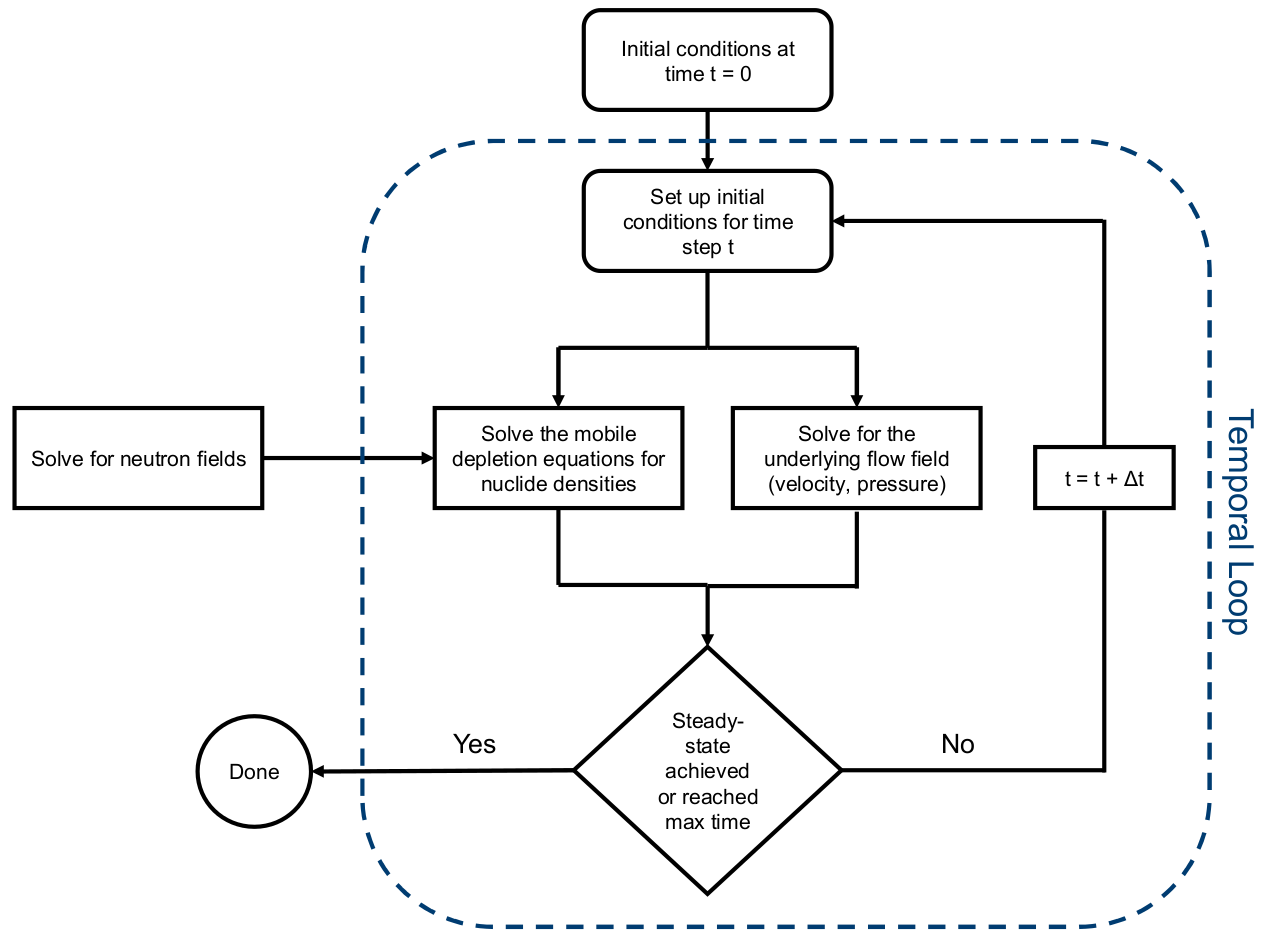 Initial conditions at
time t = 0
Set up initial
conditions for time
step t
Solve for neutron fields
Solve the mobile
depletion equations for
nuclide densities
Solve for the
underlying flow field
(velocity, pressure)
t = t + Δt
Temporal Loop
Steady-
state
achieved
or reached
max time
Yes
No
Done